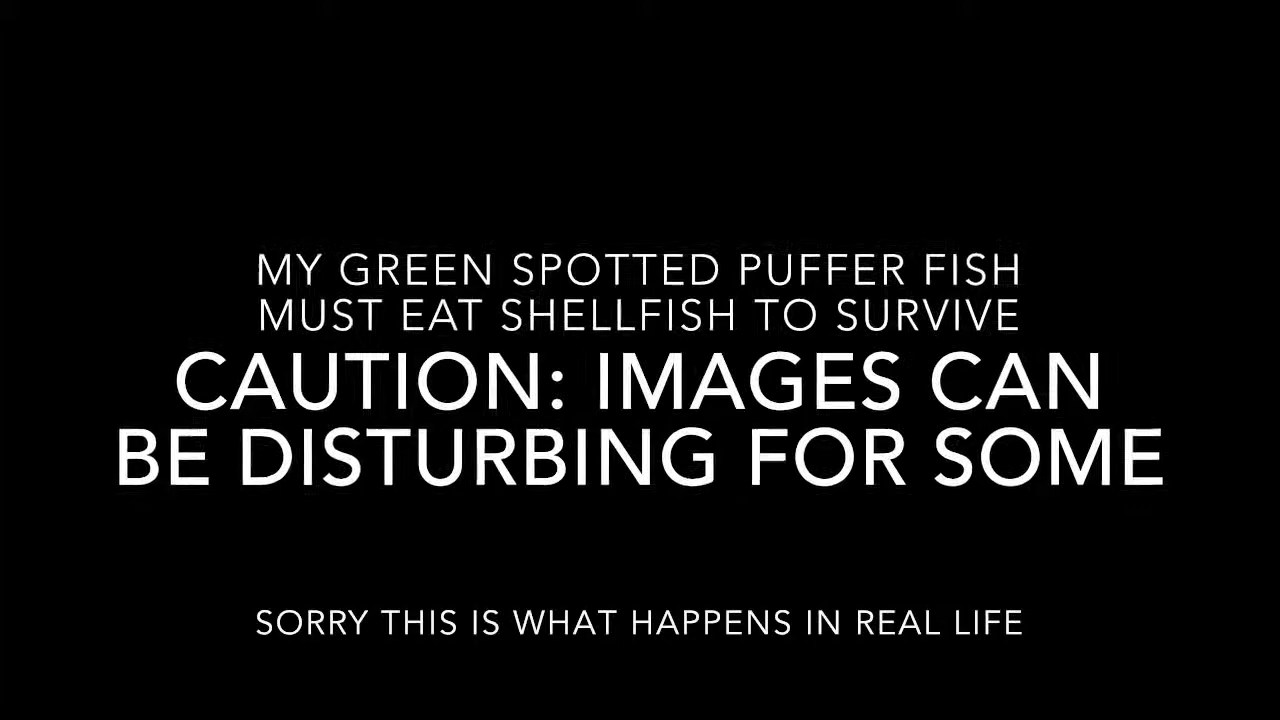 MY GREEN SPOTTED PUFFER FISH
MUST EAT SHELLFISH TO SURVIVE
CAUTION: IMAGES CAN
BE DISTURBING FOR SOME
SORRY THIS IS WHAT HAPPENS IN REAL LIFE